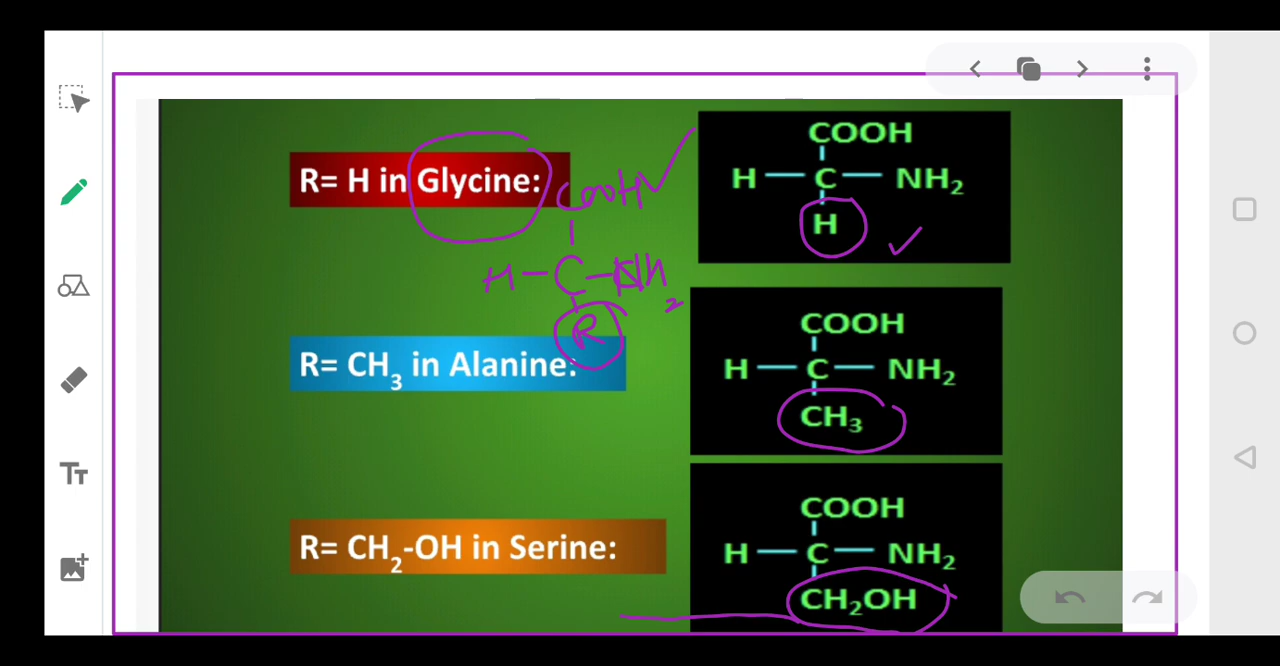 R= H in Glycine:
COOH
H — C — NH2
H
COOH
H-C-NH2
R
R= CH3 in Alanine:
COOH
H — C — NH2
CH3
R= CH2-OH in Serine:
COOH
H — C — NH2
CH2OH
TT